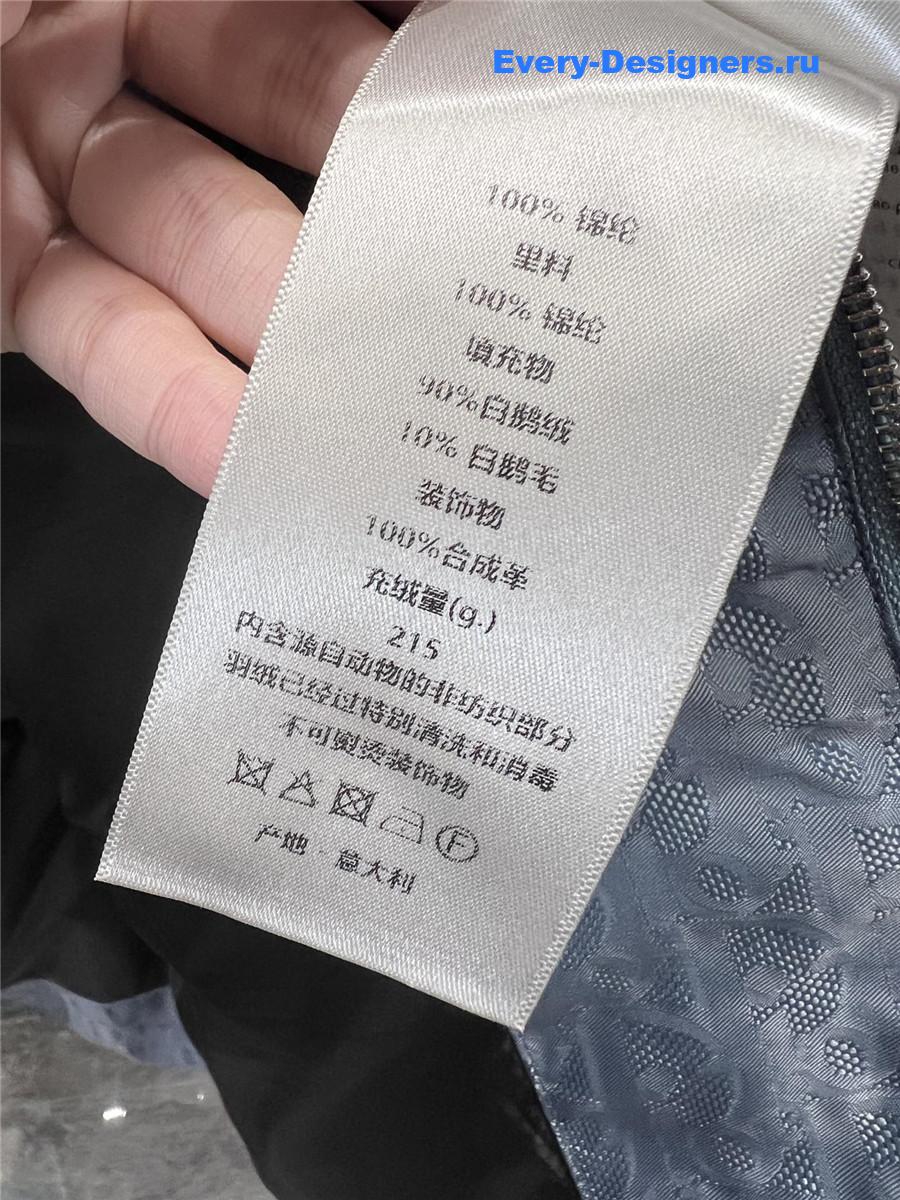 Every-Designers.ru
100% 锦纶
里料
100% 锦纶
填充物
90%白鹅绒
10% 白鹅毛
装饰物
100%合成革
充绒量(g.)
215
内含源自动物的非纺织部分
羽绒已经过特别清洗和消毒
不可熨烫装饰物
F
产地 - 意大利